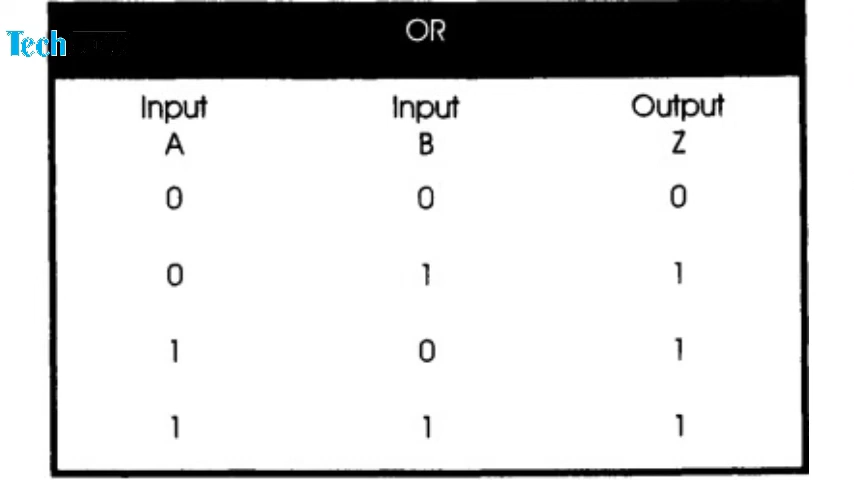 Tech
OR
Input Input Output
A B Z
0 0 0
0 1 1
1 0 1
1 1 1